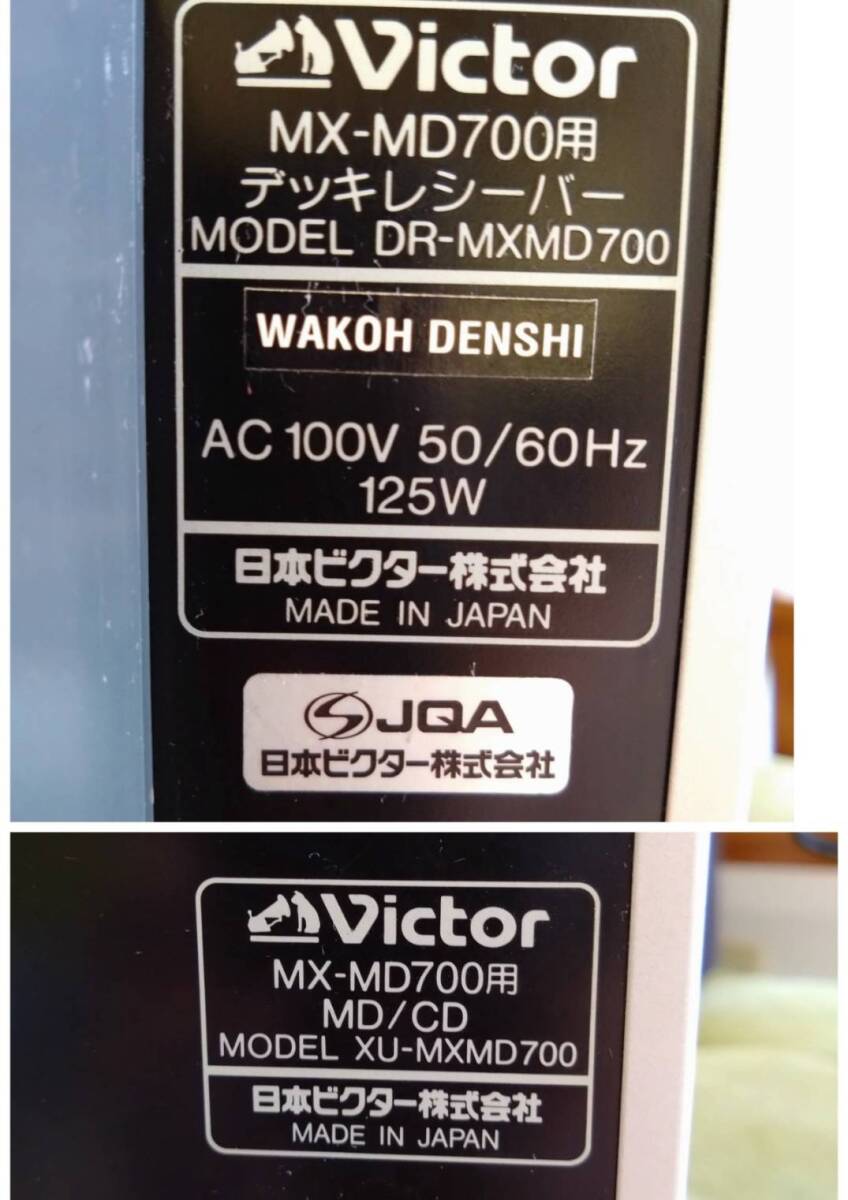 Victor
MX-MD700用
デッキレシーバー
MODEL DR-MXMD700
WAKOH DENSHI
AC 100V 50/60Hz
125W
日本ビクター株式会社
MADE IN JAPAN
JQA
日本ビクター株式会社
Victor
MX-MD700用
MD/CD
MODEL XU-MXMD700
日本ビクター株式会社
MADE IN JAPAN